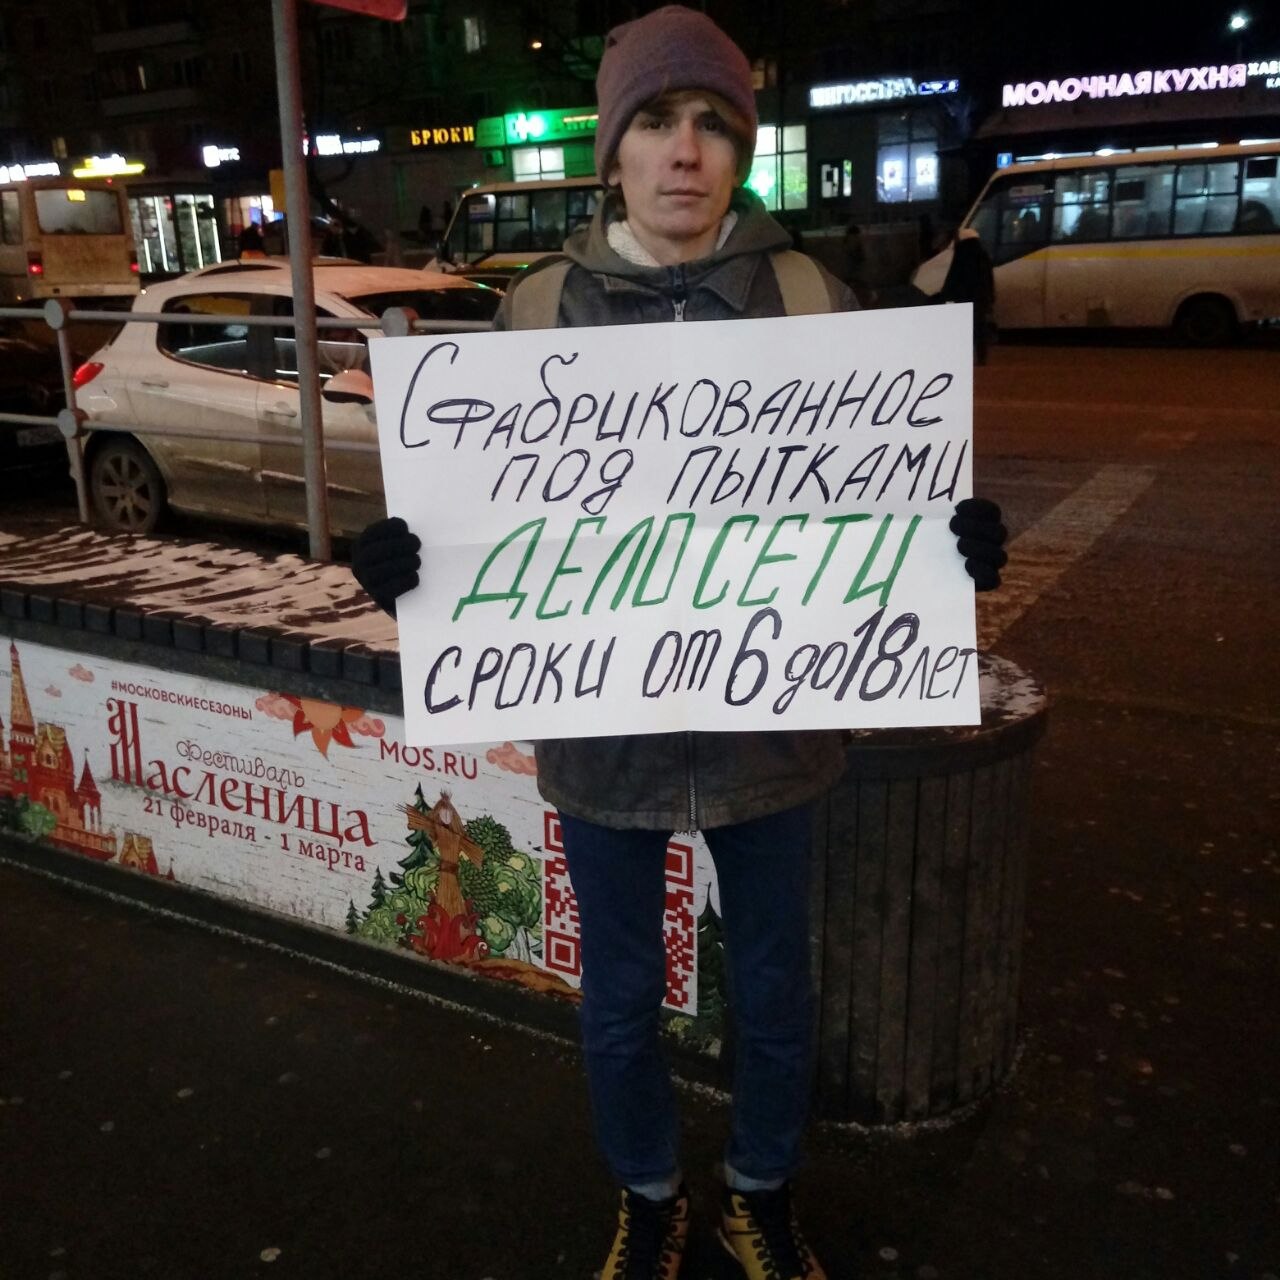 БРЮКИ
ИНГОССТРАХ
МОЛОЧНАЯ КУХНЯ
Сфабрикованное
под пытками
ДЕЛО СЕТИ
сроки от 6 до 18 лет
#МОСКОВСКИЕСЕЗОНЫ
MOS.RU
Фестиваль
Масленица
21 февраля - 1 марта